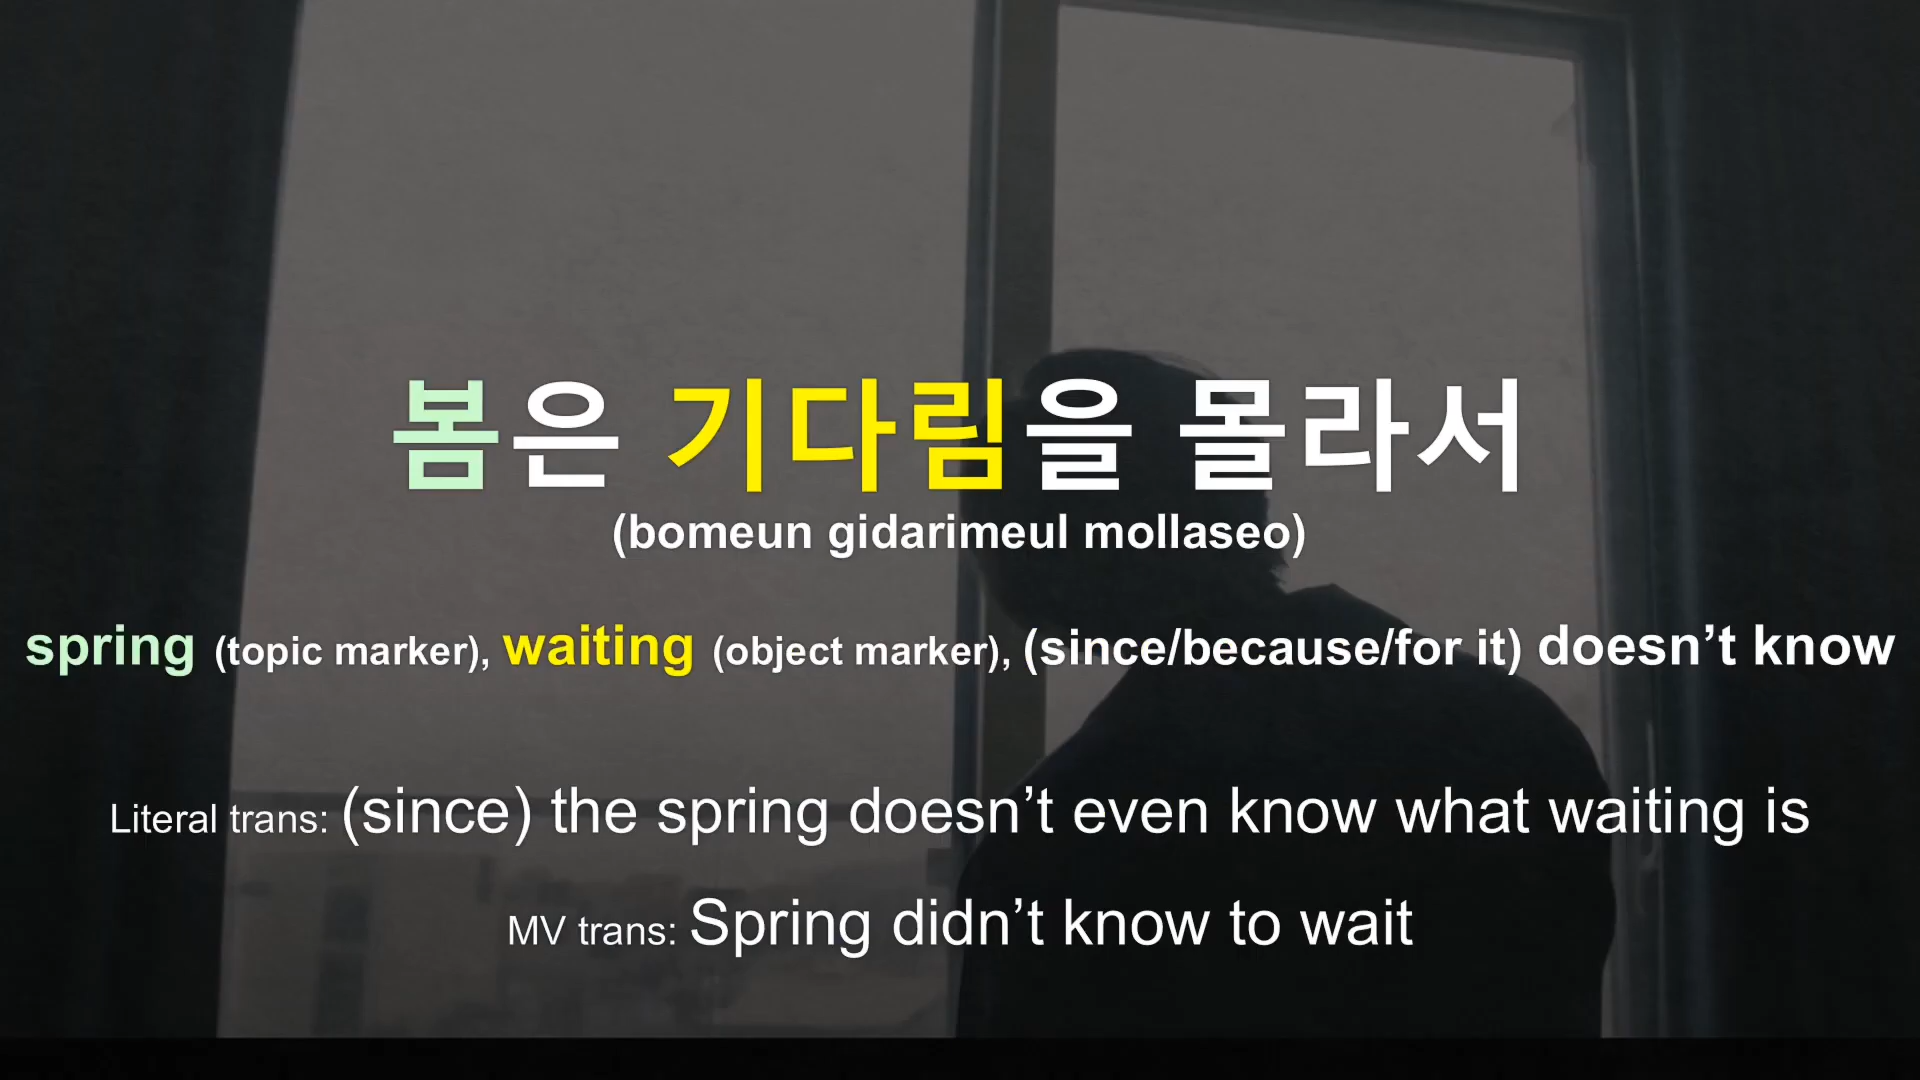 봄은 기다림을 몰라서
(bomeun gidarimeul mollaseo)
spring (topic marker), waiting (object marker), (since/because/for it) doesn’t know
Literal trans: (since) the spring doesn’t even know what waiting is
MV trans: Spring didn’t know to wait